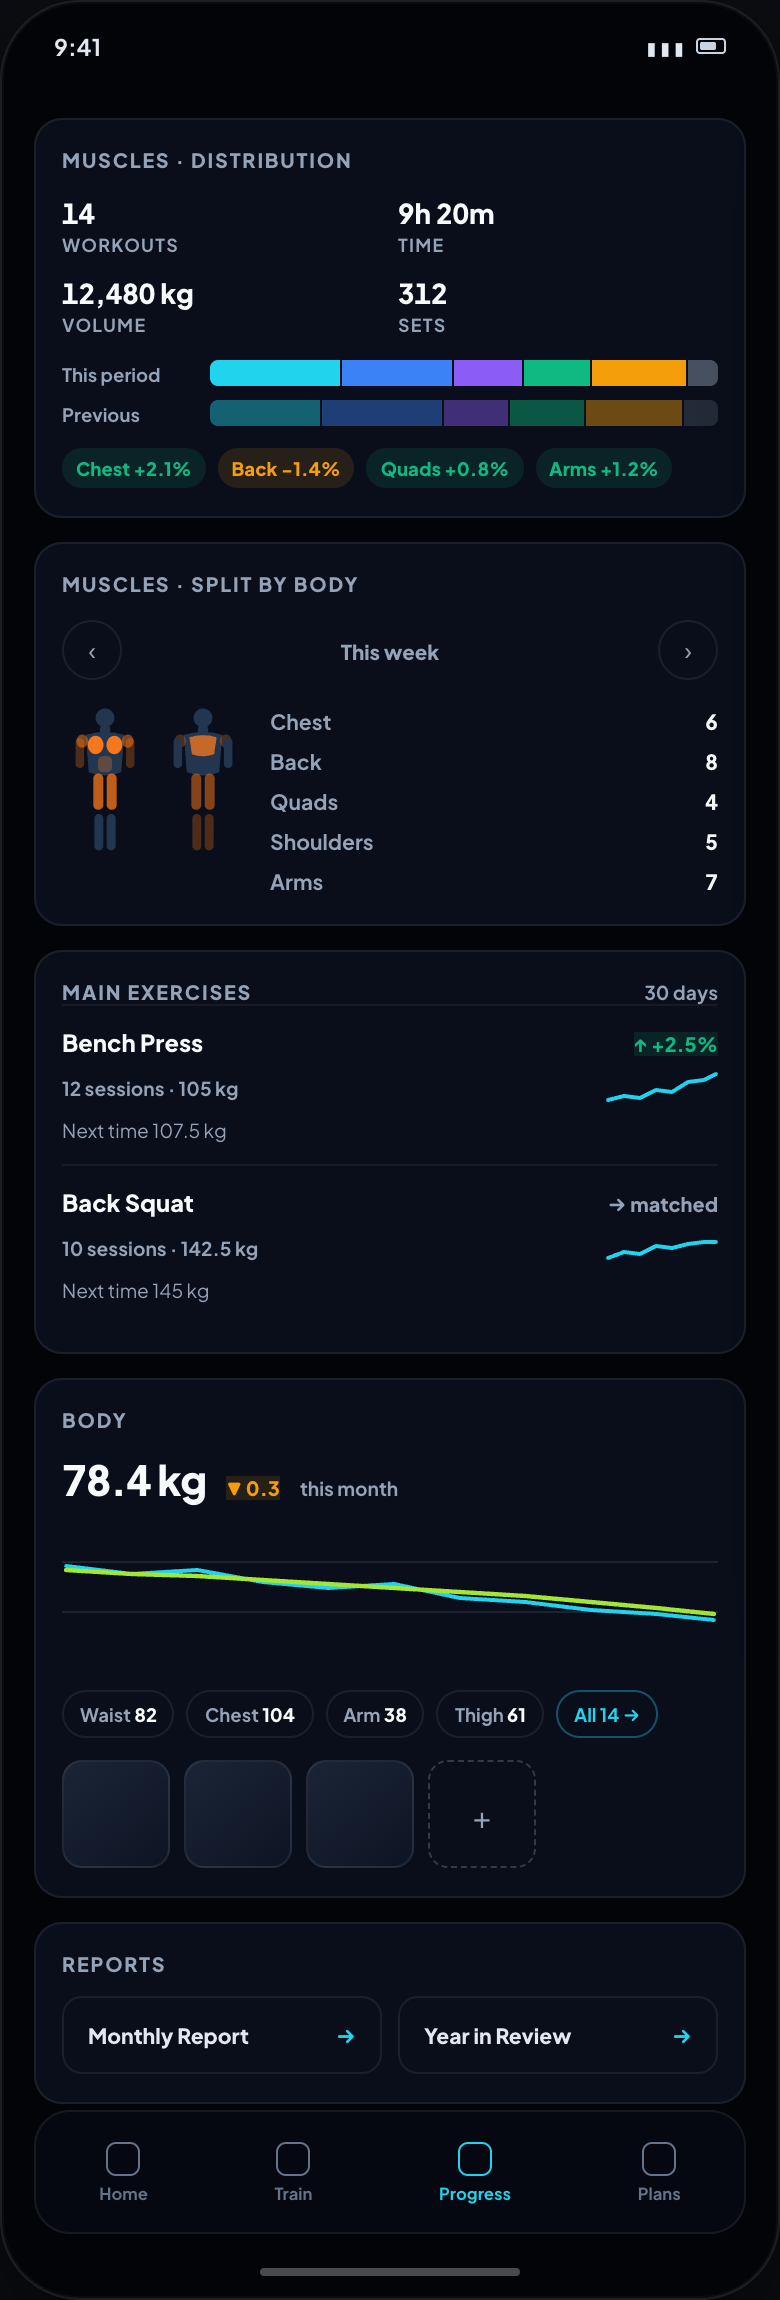 9:41
MUSCLES · DISTRIBUTION
14
WORKOUTS
9h 20m
TIME
12,480 kg
VOLUME
312
SETS
This period
Previous
Chest +2.1%
Back −1.4%
Quads +0.8%
Arms +1.2%
MUSCLES · SPLIT BY BODY
‹
This week
›
Chest 6
Back 8
Quads 4
Shoulders 5
Arms 7
MAIN EXERCISES
30 days
Bench Press
↑ +2.5%
12 sessions · 105 kg
Next time 107.5 kg
Back Squat
→ matched
10 sessions · 142.5 kg
Next time 145 kg
BODY
78.4 kg
▼ 0.3
this month
Waist 82
Chest 104
Arm 38
Thigh 61
All 14 →
+
REPORTS
Monthly Report →
Year in Review →
Home
Train
Progress
Plans